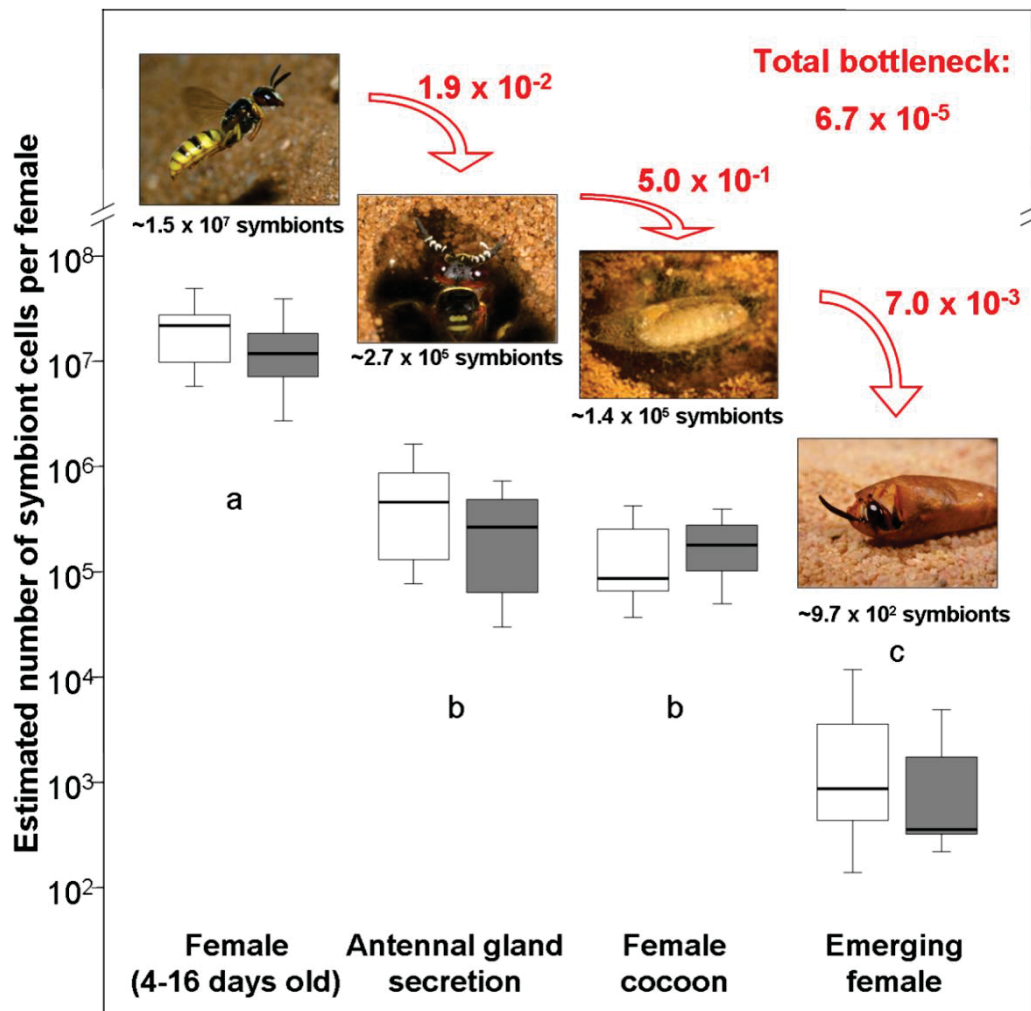 Total bottleneck:
6.7 x 10⁻⁵
1.9 x 10⁻²
5.0 x 10⁻¹
7.0 x 10⁻³
~1.5 x 10⁷ symbionts
~2.7 x 10⁵ symbionts
~1.4 x 10⁵ symbionts
~9.7 x 10² symbionts
Estimated number of symbiont cells per female
10⁸
10⁷
10⁶
10⁵
10⁴
10³
10²
a
b
b
c
Female
(4-16 days old)
Antennal gland
secretion
Female
cocoon
Emerging
female